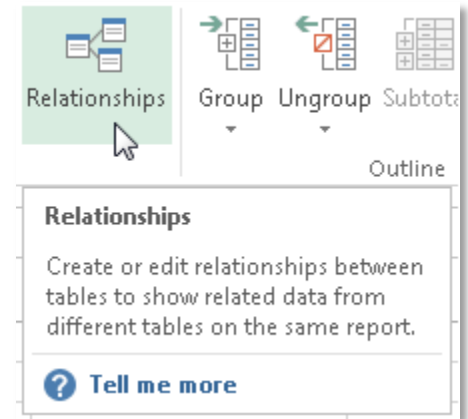 Relationships Group Ungroup
Outline
Relationships
Create or edit relationships between
tables to show related data from
different tables on the same report.
? Tell me more